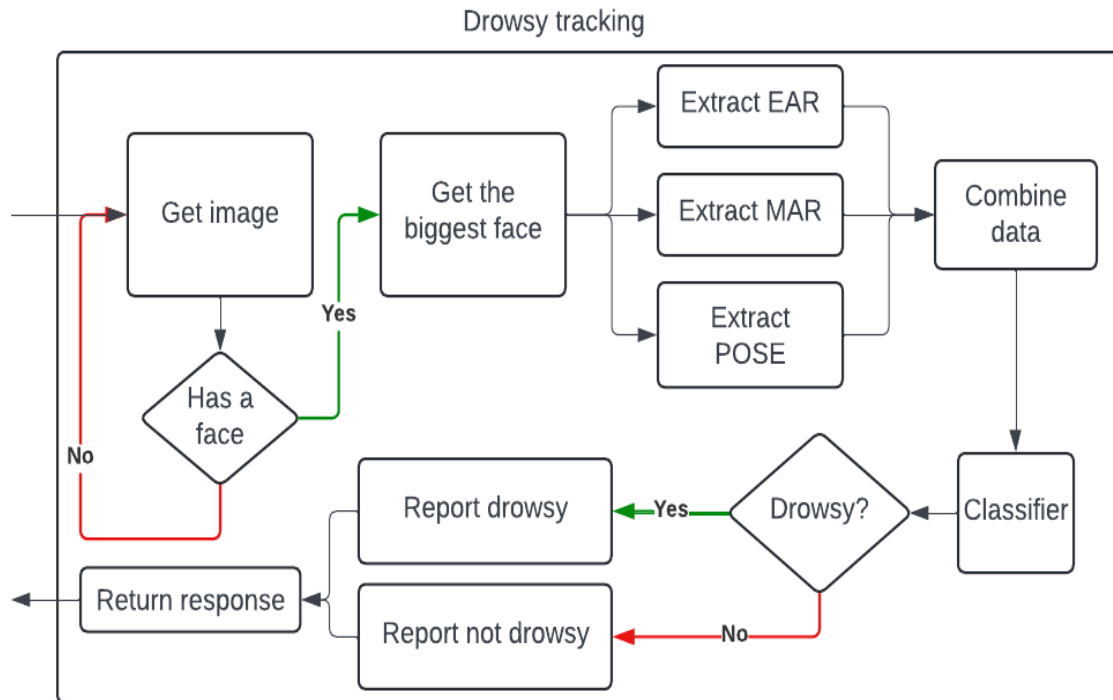 Drowsy tracking
Get image
Has a
face
Yes
No
Get the
biggest face
Extract EAR
Extract MAR
Extract
POSE
Combine
data
Classifier
Drowsy?
Yes
No
Report drowsy
Report not drowsy
Return response